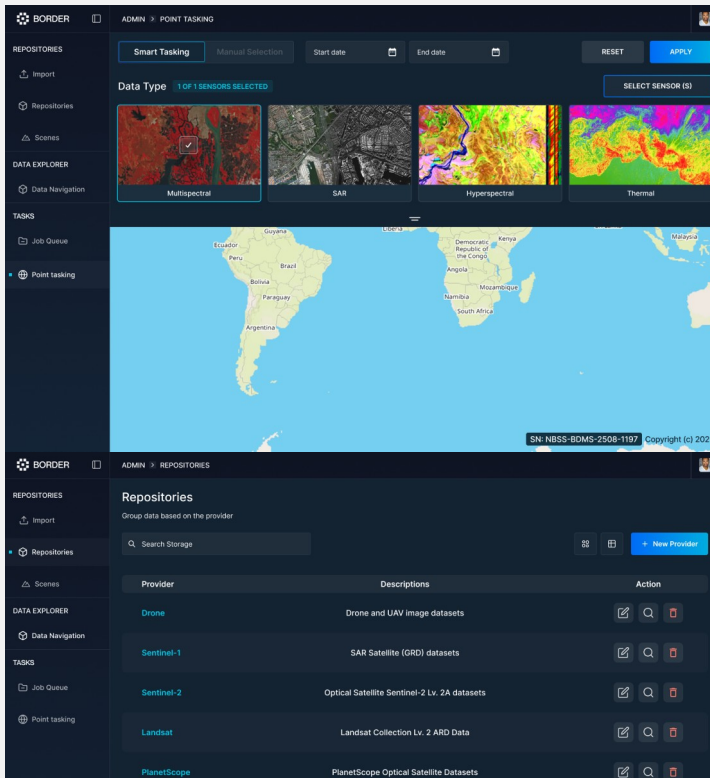 BORDER
ADMIN > POINT TASKING
REPOSITORIES
Import
Repositories
Scenes
DATA EXPLORER
Data Navigation
TASKS
Job Queue
Point tasking
Smart Tasking
Manual Selection
Start date
End date
RESET
APPLY
Data Type
1 OF 1 SENSORS SELECTED
SELECT SENSOR (S)
Multispectral
SAR
Hyperspectral
Thermal
Guyana
Ecuador
Peru
Brazil
Bolivia
Paraguay
Argentina
Liberia
Democratic
Republic of
the Congo
Kenya
Angola
Mozambique
Namibia
South Africa
Malaysia
SN: NBSS-BDMS-2508-1197
Copyright (c) 202
BORDER
ADMIN > REPOSITORIES
REPOSITORIES
Import
Repositories
Scenes
DATA EXPLORER
Data Navigation
TASKS
Job Queue
Point tasking
Repositories
Group data based on the provider
Search Storage
+ New Provider
Provider Descriptions Action
Drone Drone and UAV image datasets
Sentinel-1 SAR Satellite (GRD) datasets
Sentinel-2 Optical Satellite Sentinel-2 Lv. 2A datasets
Landsat Landsat Collection Lv. 2 ARD Data
PlanetScope PlanetScope Optical Satellite Datasets